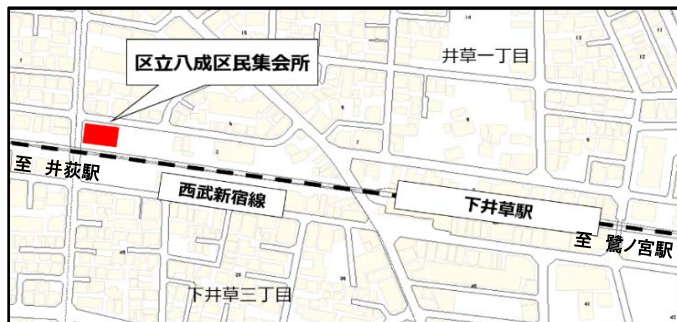 区立八成区民集会所
井草一丁目
至 井荻駅
西武新宿線
下井草駅
至 鷺ノ宮駅
下井草三丁目